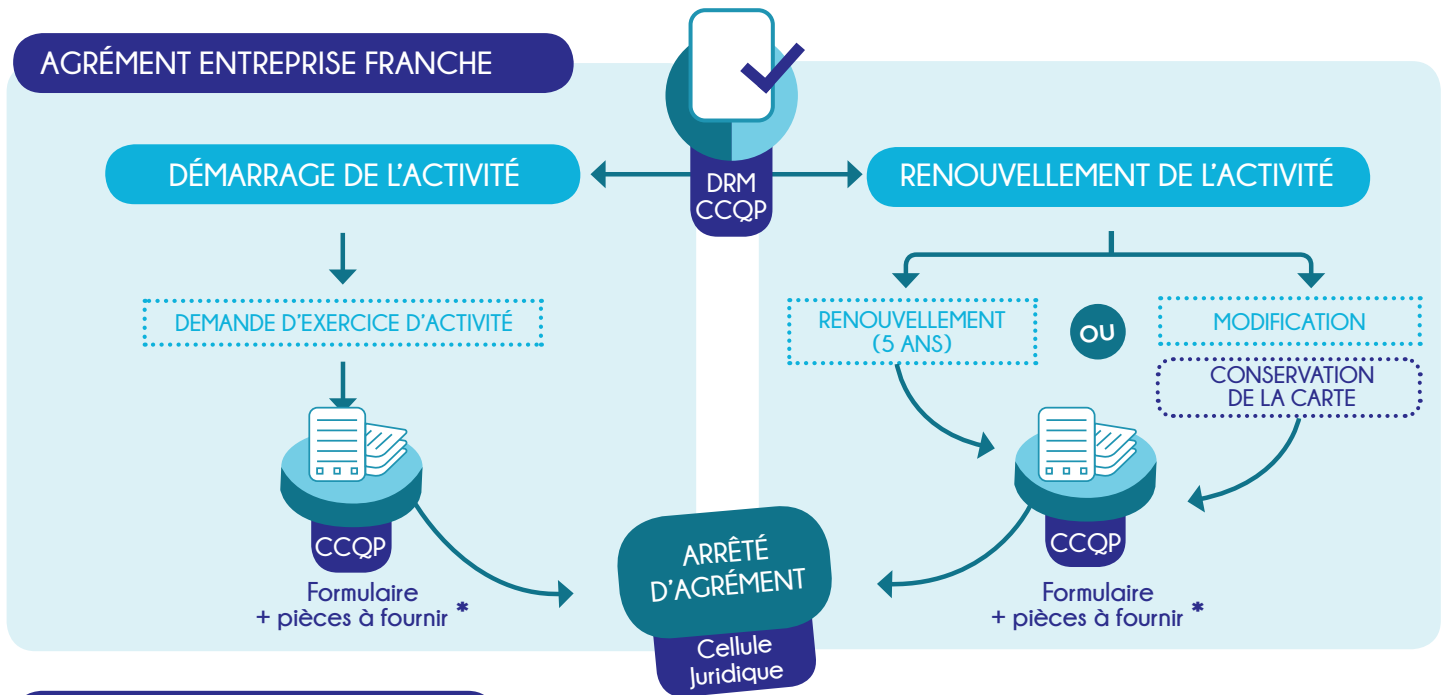 AGRÉMENT ENTREPRISE FRANCHE
DÉMARRAGE DE L'ACTIVITÉ
DRM
CCQP
RENOUVELLEMENT DE L'ACTIVITÉ
DEMANDE D'EXERCICE D'ACTIVITÉ
RENOUVELLEMENT
(5 ANS)
OU
MODIFICATION
CONSERVATION
DE LA CARTE
CCQP
Formulaire
+ pièces à fournir *
CCQP
Formulaire
+ pièces à fournir *
ARRÊTÉ
D'AGRÉMENT
Cellule
Juridique